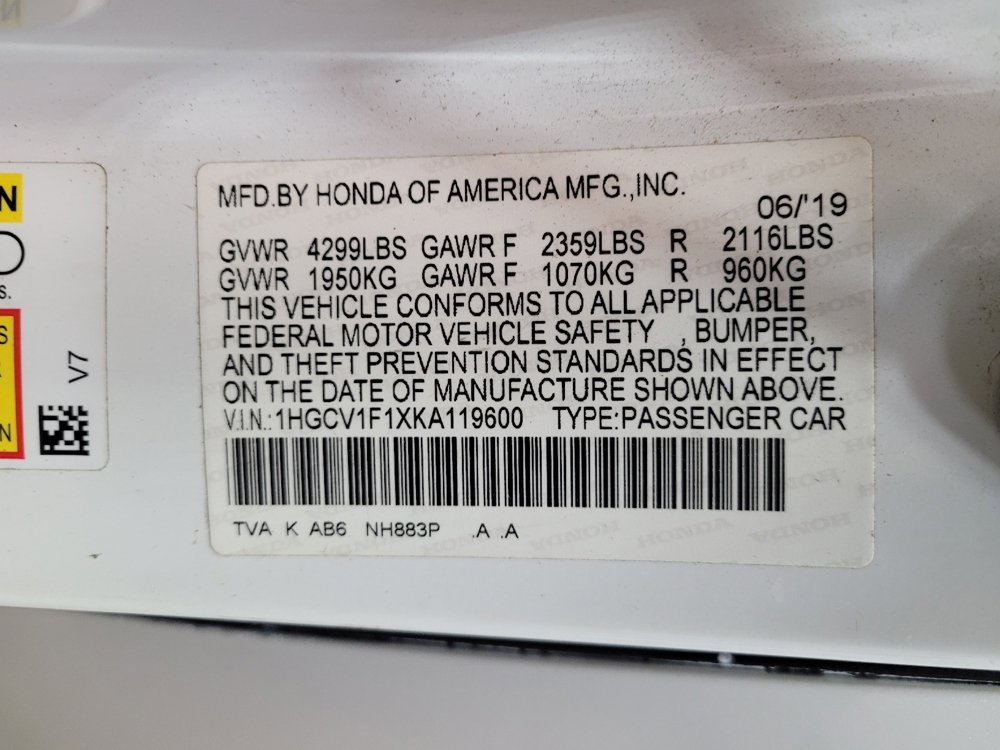 MFD.BY HONDA OF AMERICA MFG.,INC.
06/'19
GVWR 4299LBS GAWR F 2359LBS R 2116LBS
GVWR 1950KG GAWR F 1070KG R 960KG
THIS VEHICLE CONFORMS TO ALL APPLICABLE
FEDERAL MOTOR VEHICLE SAFETY , BUMPER,
AND THEFT PREVENTION STANDARDS IN EFFECT
ON THE DATE OF MANUFACTURE SHOWN ABOVE.
V.I.N.:1HGCV1F1XKA119600 TYPE:PASSENGER CAR
TVA K AB6 NH883P .A .A
V7